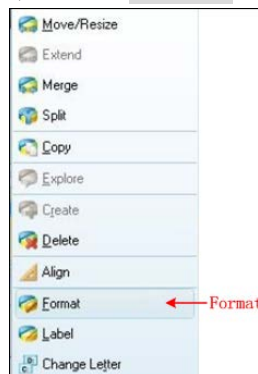 Move/Resize
Extend
Merge
Split
Copy
Explore
Create
Delete
Align
Format Format
Label
Change Letter